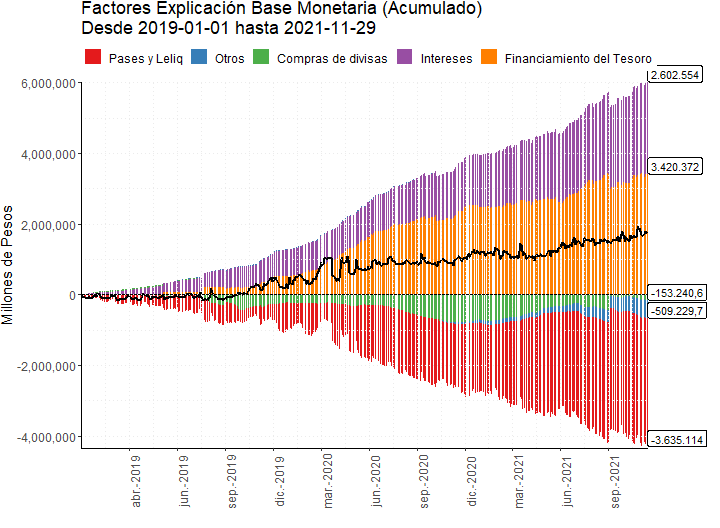 Factores Explicación Base Monetaria (Acumulado)
Desde 2019-01-01 hasta 2021-11-29
Pases y Leliq Otros Compras de divisas Intereses Financiamiento del Tesoro
2.602.554
6,000,000
3.420.372
4,000,000
2,000,000
0
-153.240,6
-509.229,7
-2,000,000
-4,000,000
-3.635.114
Millones de Pesos
abr.-2019
jun.-2019
sep.-2019
dic.-2019
mar.-2020
jun.-2020
sep.-2020
dic.-2020
mar.-2021
jun.-2021
sep.-2021